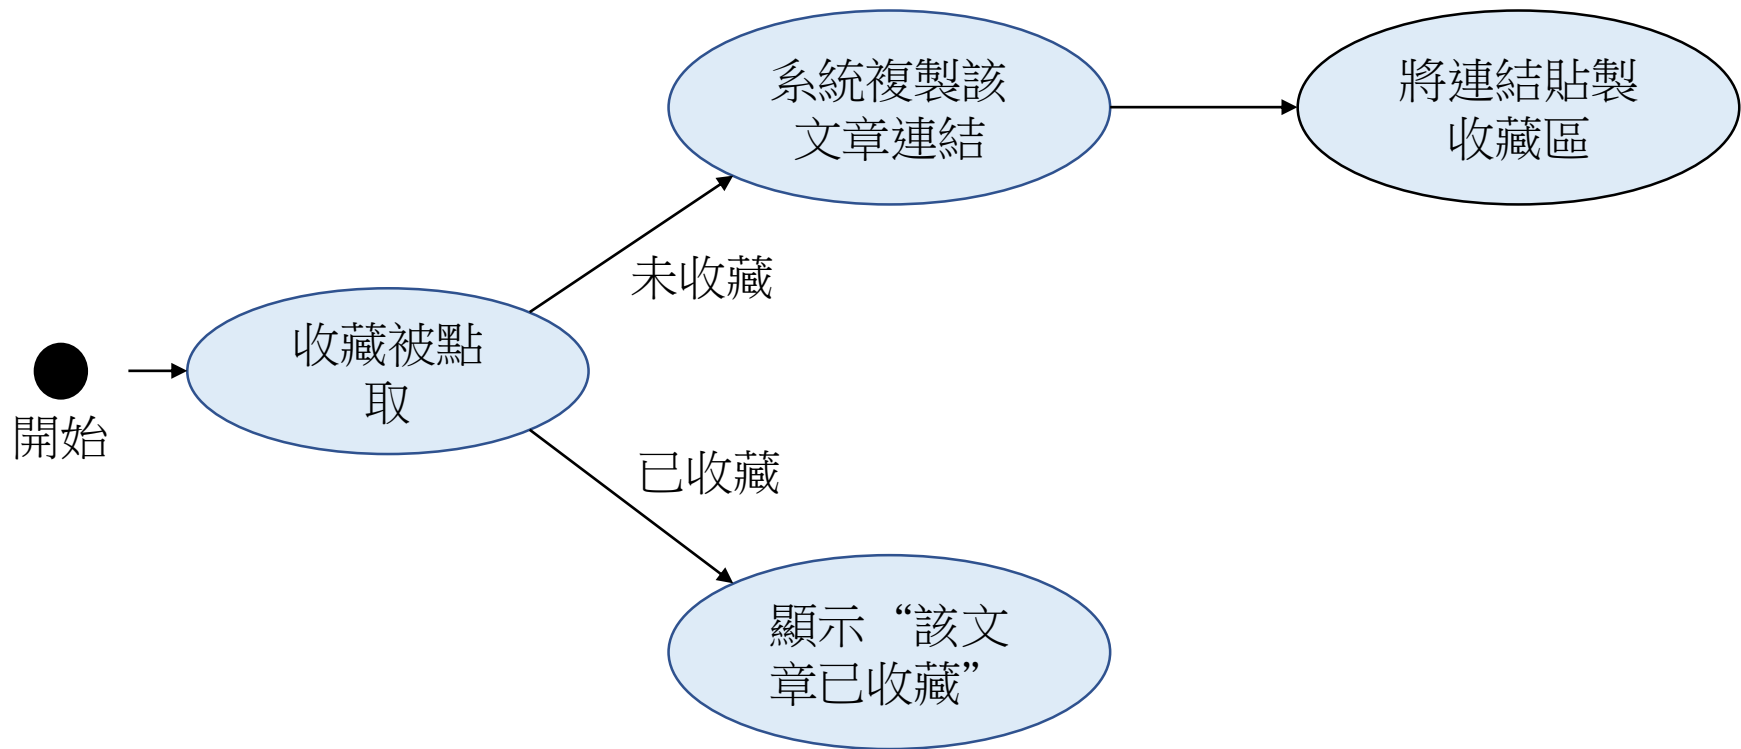 系統複製該
文章連結
將連結貼製
收藏區
未收藏
收藏被點
取
開始
已收藏
顯示“該文
章已收藏”